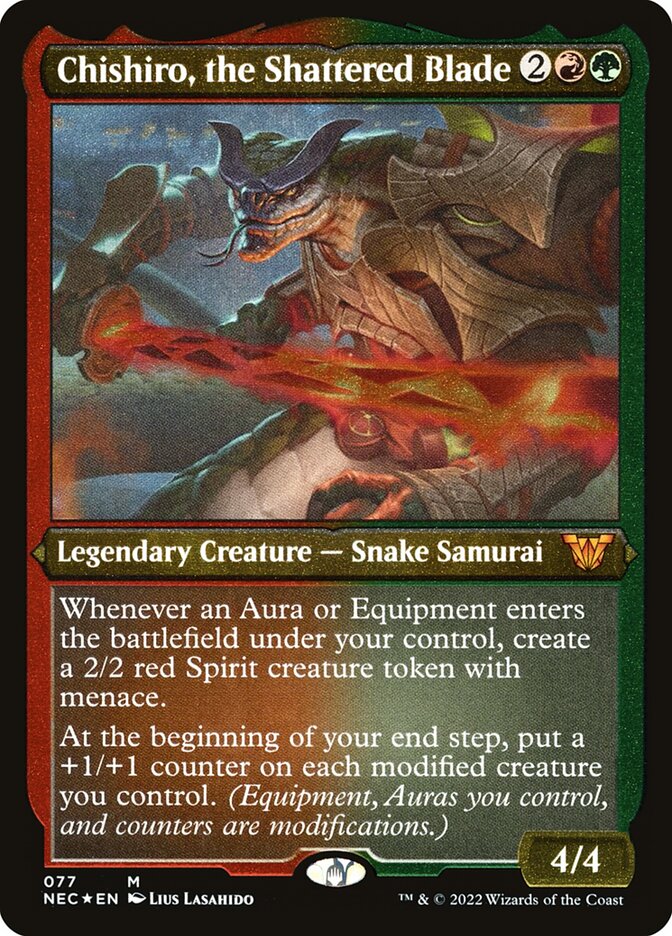 Chishiro, the Shattered Blade 2
Legendary Creature — Snake Samurai
Whenever an Aura or Equipment enters
the battlefield under your control, create
a 2/2 red Spirit creature token with
menace.
At the beginning of your end step, put a
+1/+1 counter on each modified creature
you control. (Equipment, Auras you control,
and counters are modifications.)
4/4
077 M
NEC★EN Lius Lasahido
™ & © 2022 Wizards of the Coast